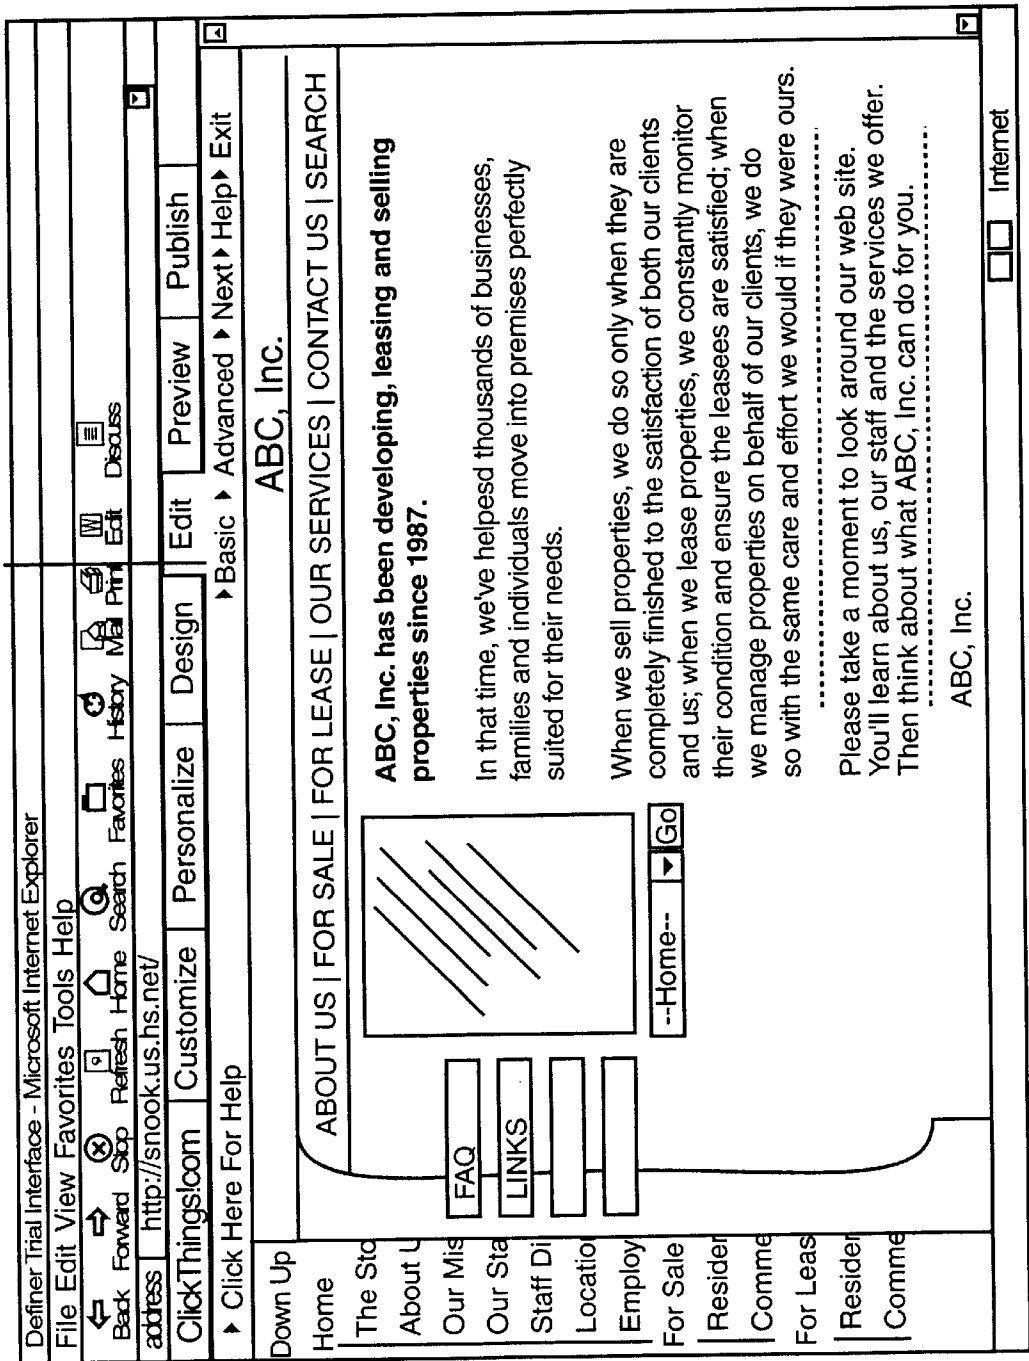 Definer Trial Interface - Microsoft Internet Explorer
File Edit View Favorites Tools Help
Back Forward Stop Refresh Home Search Favorites History Mail Print Edit Discuss
address http://snook.us.hs.net/
ClickThings!com Customize Personalize Design Edit Preview Publish
Click Here For Help Basic Advanced Next Help Exit
Down Up
Home
The Sto
About U
Our Mis
Our Sta
Staff Di
Locatio
Employ
For Sale
Residen
Comme
For Leas
Residen
Comme
ABC, Inc.
ABOUT US | FOR SALE | FOR LEASE | OUR SERVICES | CONTACT US | SEARCH
FAQ
LINKS
--Home-- Go
ABC, Inc. has been developing, leasing and selling
properties since 1987.
In that time, we've helpesd thousands of businesses,
families and individuals move into premises perfectly
suited for their needs.
When we sell properties, we do so only when they are
completely finished to the satisfaction of both our clients
and us; when we lease properties, we constantly monitor
their condition and ensure the leasees are satisfied; when
we manage properties on behalf of our clients, we do
so with the same care and effort we would if they were ours.
Please take a moment to look around our web site.
You'll learn about us, our staff and the services we offer.
Then think about what ABC, Inc. can do for you.
ABC, Inc.
Internet